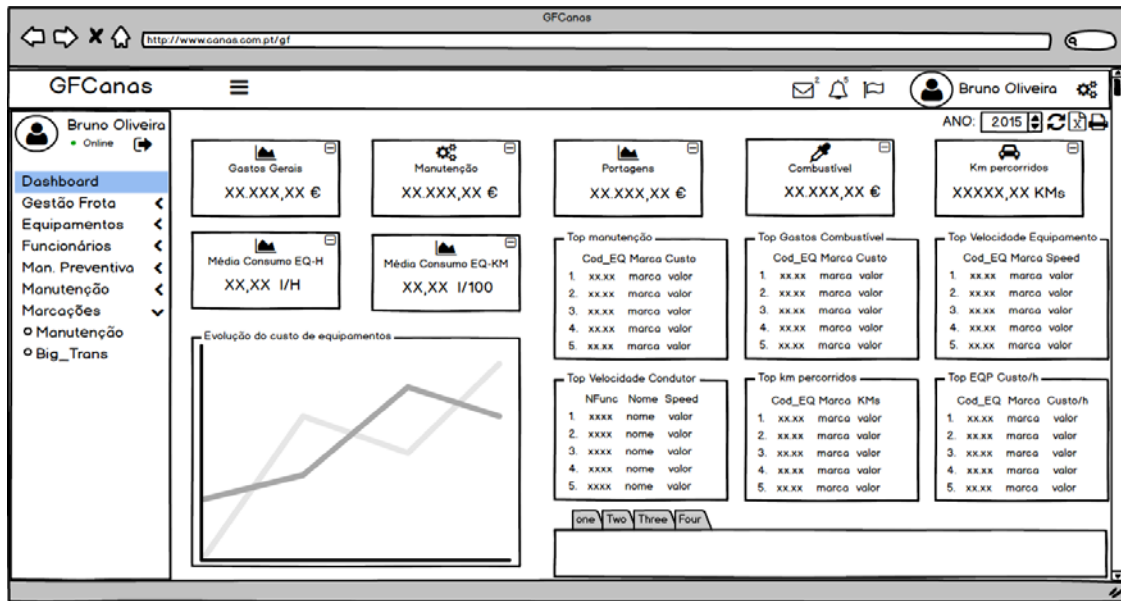 GFCanas
http://www.canas.com.pt/gf
GFCanas
2
5
Bruno Oliveira
Bruno Oliveira
Online
Dashboard
Gestão Frota
Equipamentos
Funcionários
Man. Preventiva
Manutenção
Marcações
Manutenção
Big_Trans
ANO: 2015
Gastos Gerais
XX.XXX,XX €
Manutenção
XX.XXX,XX €
Portagens
XX.XXX,XX €
Combustível
XX.XXX,XX €
Km percorridos
XXXXX,XX KMs
Média Consumo EQ-H
XX,XX l/H
Média Consumo EQ-KM
XX,XX l/100
Evolução do custo de equipamentos
Top manutenção
Cod_EQ Marca Custo
1. xx.xx marca valor
2. xx.xx marca valor
3. xx.xx marca valor
4. xx.xx marca valor
5. xx.xx marca valor
Top Gastos Combustível
Cod_EQ Marca Custo
1. xx.xx marca valor
2. xx.xx marca valor
3. xx.xx marca valor
4. xx.xx marca valor
5. xx.xx marca valor
Top Velocidade Equipamento
Cod_EQ Marca Speed
1. xx.xx marca valor
2. xx.xx marca valor
3. xx.xx marca valor
4. xx.xx marca valor
5. xx.xx marca valor
Top Velocidade Condutor
NFunc Nome Speed
1. xxxx nome valor
2. xxxx nome valor
3. xxxx nome valor
4. xxxx nome valor
5. xxxx nome valor
Top km percorridos
Cod_EQ Marca KMs
1. xx.xx marca valor
2. xx.xx marca valor
3. xx.xx marca valor
4. xx.xx marca valor
5. xx.xx marca valor
Top EQP Custo/h
Cod_EQ Marca Custo/h
1. xx.xx marca valor
2. xx.xx marca valor
3. xx.xx marca valor
4. xx.xx marca valor
5. xx.xx marca valor
one Two Three Four